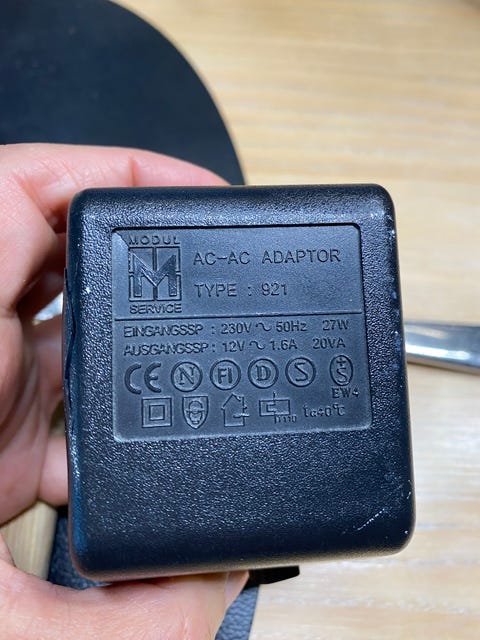 MODUL
M
SERVICE
AC-AC ADAPTOR
TYPE : 921
EINGANGSSP : 230V ~ 50Hz 27W
AUSGANGSSP : 12V ~ 1.6A 20VA
CE N FI D S S
EW4
ta40°C